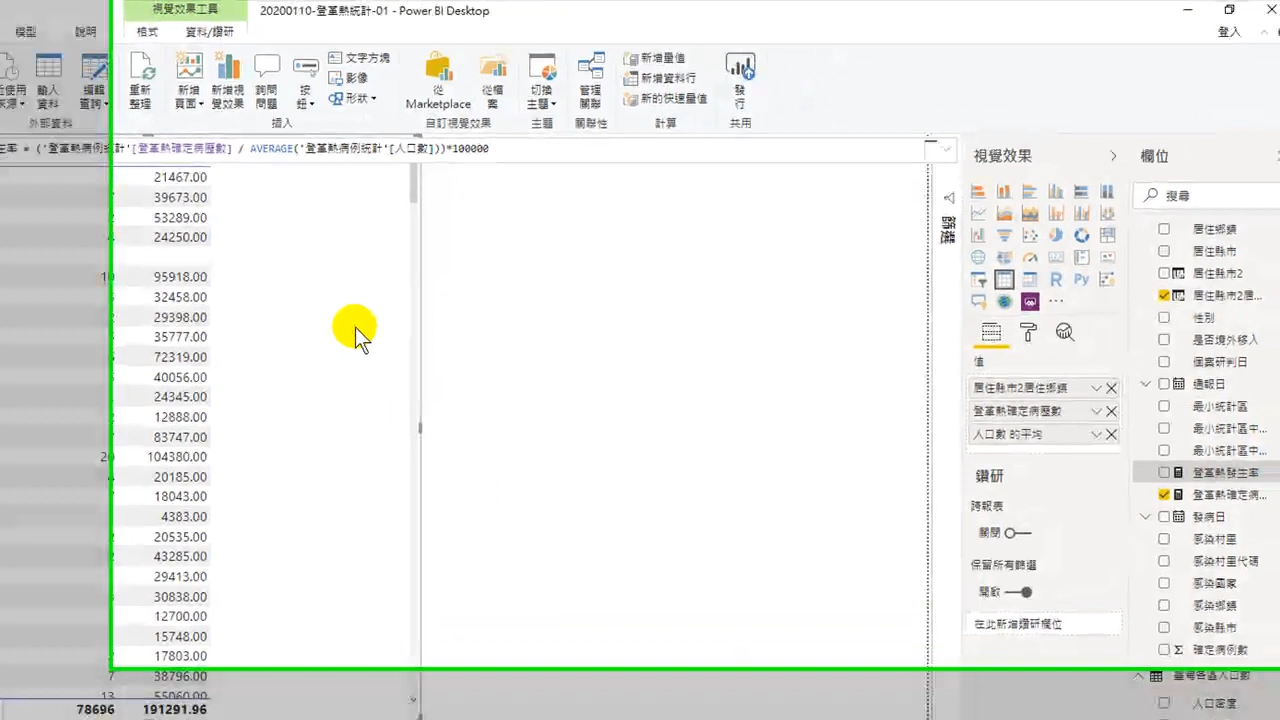 視覺效果工具
20200110-登革熱統計-01 - Power BI Desktop
模型
說明
格式
資料/鑽研
登入
輸入
資料
編輯
查詢
重新
整理
新增
頁面
新增視
覺效果
詢問
問題
按
鈕
文字方塊
影像
形狀
從
Marketplace
從檔
案
切換
主題
管理
關聯
新增量值
新增資料行
新的快速量值
發
行
外部資料
插入
自訂視覺效果
主題
關聯性
計算
共用
生率 = ('登革熱病例統計'[登革熱確定病歷數] / AVERAGE('登革熱病例統計'[人口數]))*100000
21467.00
39673.00
53289.00
24250.00
95918.00
32458.00
29398.00
35777.00
72319.00
40056.00
24345.00
12888.00
83747.00
104380.00
20185.00
18043.00
4383.00
20535.00
43285.00
29413.00
30838.00
12700.00
15748.00
17803.00
7 38796.00
13 55060.00
78696 191291.96
篩選
視覺效果
值
居住縣市2居住鄉鎮
登革熱確定病歷數
人口數 的平均
鑽研
跨報表
關閉
保留所有篩選
開啟
在此新增鑽研欄位
欄位
搜尋
居住鄉鎮
居住縣市
居住縣市2
居住縣市2居...
性別
是否境外移入
個案研判日
通報日
最小統計區
最小統計區中...
最小統計區中...
登革熱發生率
登革熱確定病...
發病日
感染村里
感染村里代碼
感染國家
感染鄉鎮
感染縣市
確定病例數
臺灣各區人口數
人口密度